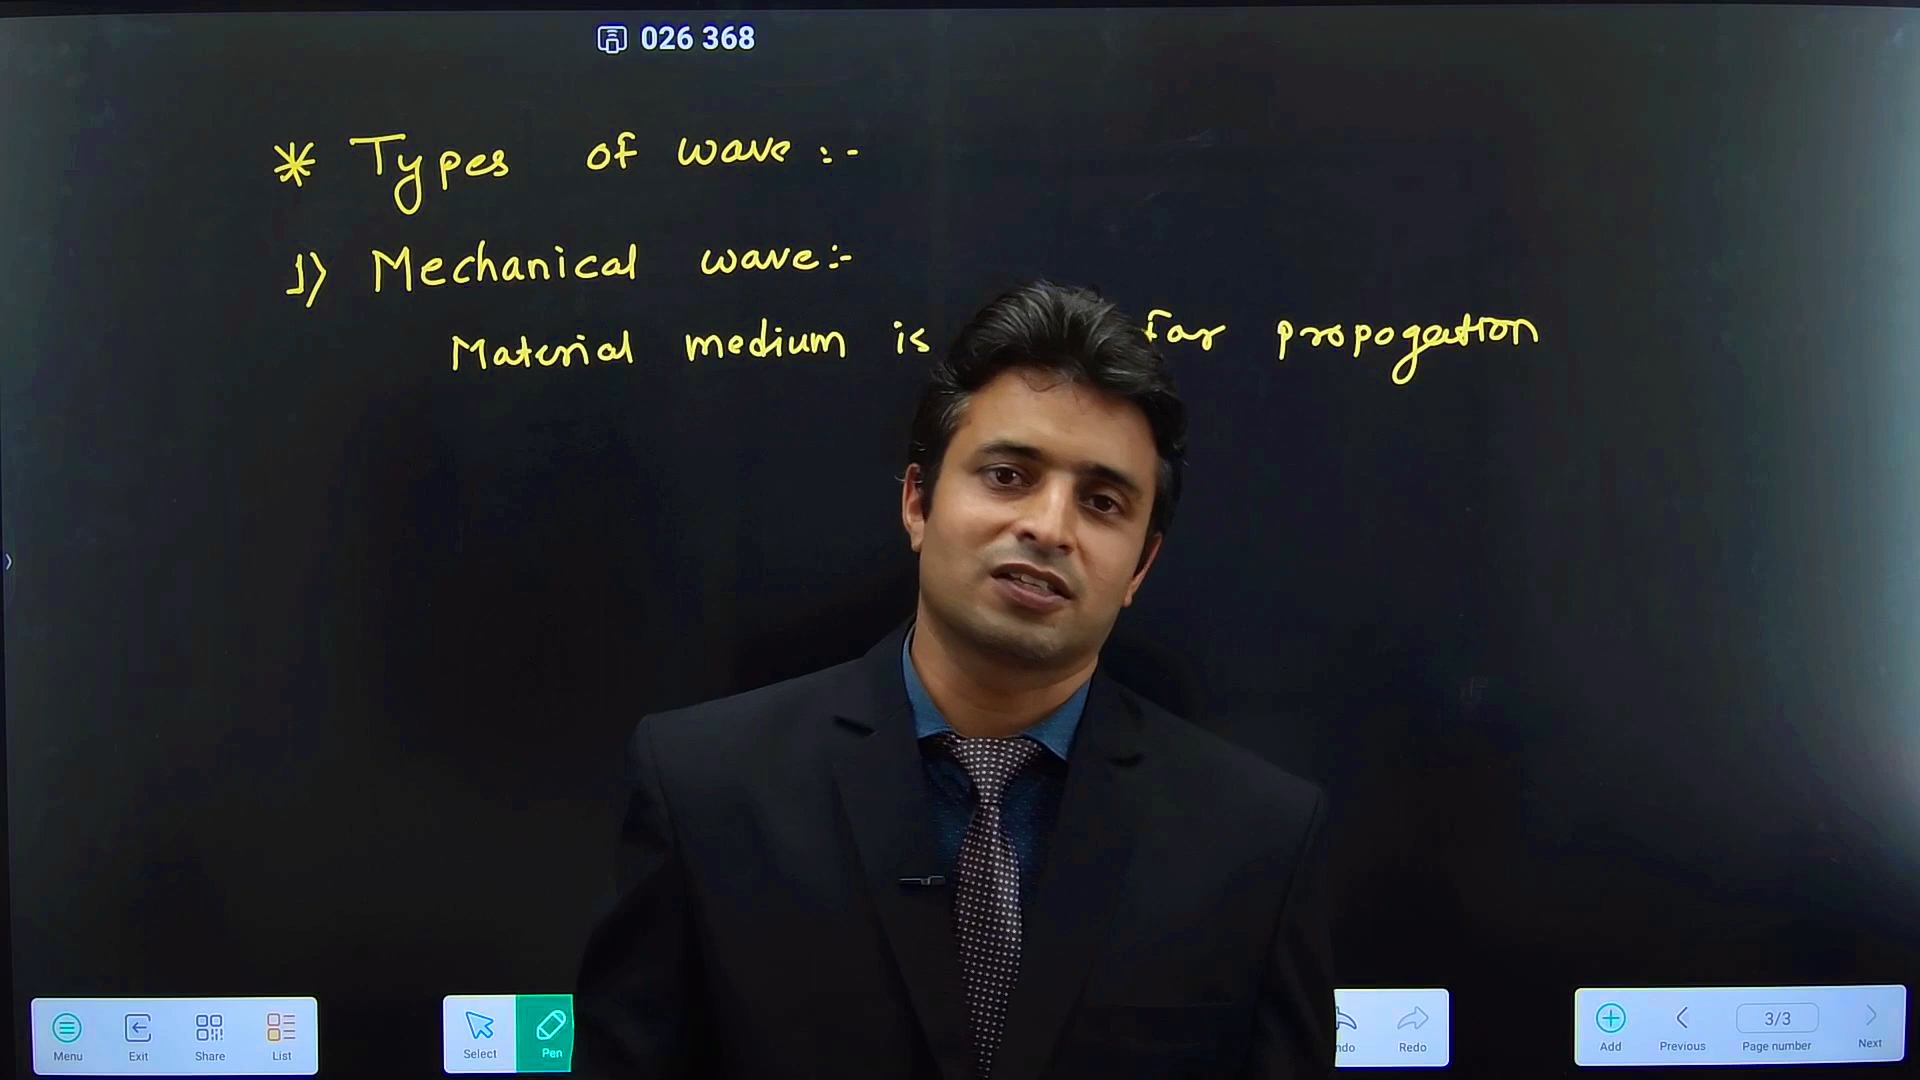 026 368
* Types of wave :-
1) Mechanical wave:-
Material medium is for propogation
Menu Exit Share List Select Pen Redo Add Previous 3/3 Page number Next